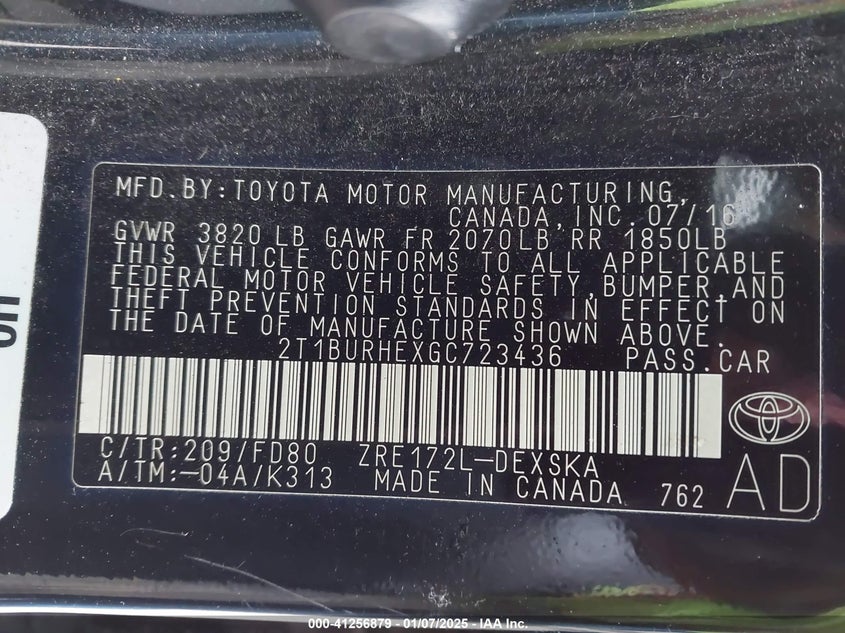 MFD.BY:TOYOTA MOTOR MANUFACTURING,
CANADA,INC.07/16
GVWR 3820 LB GAWR FR 2070LB RR 1850LB
THIS VEHICLE CONFORMS TO ALL APPLICABLE
FEDERAL MOTOR VEHICLE SAFETY,BUMPER,AND
THEFT PREVENTION STANDARDS IN EFFECT ON
THE DATE OF MANUFACTURE SHOWN ABOVE.
2T1BURHEXGC723436 PASS.CAR
C/TR:209/FD80 ZRE172L-DEXSKA
A/TM:-04A/K313 MADE IN CANADA 762 AD
000-41256879 - 01/07/2025 - IAA Inc.